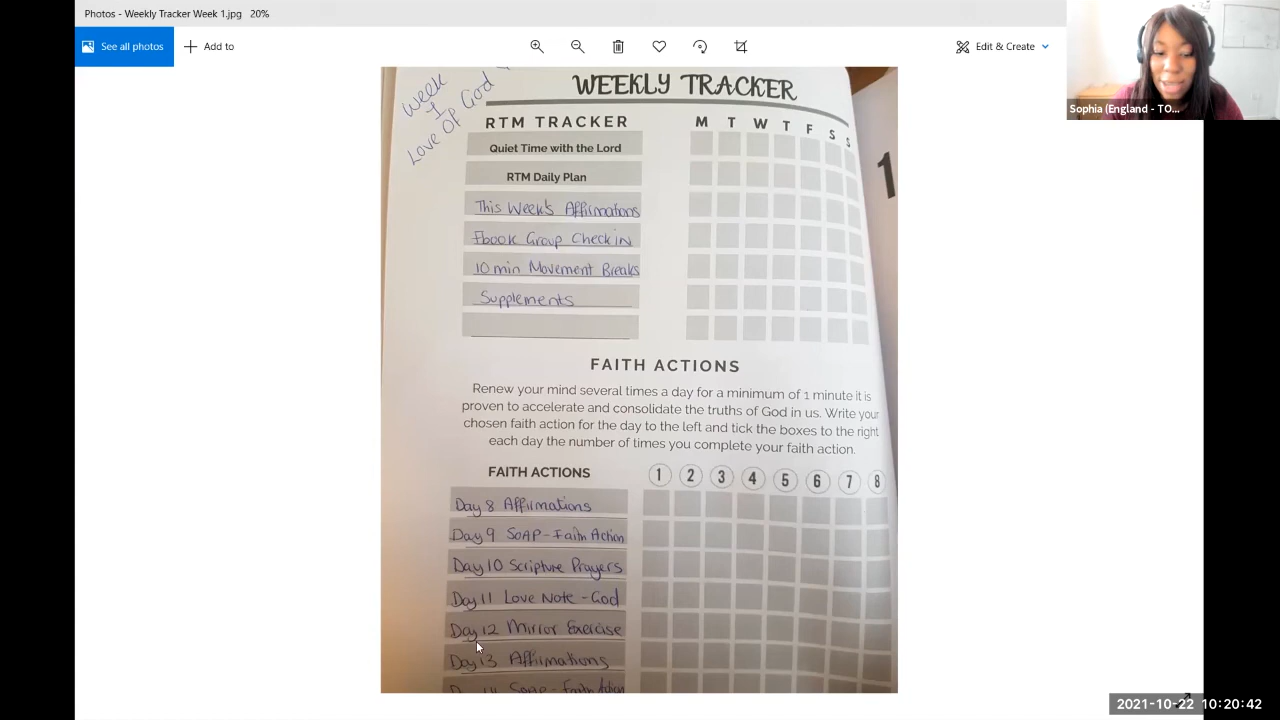 Photos - Weekly Tracker Week 1.jpg 20%
See all photos
Add to
Edit & Create
Sophia (England - TO...
Week
1
Love of God
WEEKLY TRACKER
RTM TRACKER M T W T F S S
Quiet Time with the Lord
RTM Daily Plan
This Week's Affirmations
Fbook Group Check in
10 min Movement Breaks
Supplements
1
FAITH ACTIONS
Renew your mind several times a day for a minimum of 1 minute it is
proven to accelerate and consolidate the truths of God in us. Write your
chosen faith action for the day to the left and tick the boxes to the right
each day the number of times you complete your faith action.
FAITH ACTIONS 1 2 3 4 5 6 7 8
Day 8 Affirmations
Day 9 SOAP - Faith Action
Day 10 Scripture Prayers
Day 11 Love Note - God
Day 12 Mirror Exercise
Day 13 Affirmations
Day 14 SOAP - Faith Action
2021-10-22 10:20:42